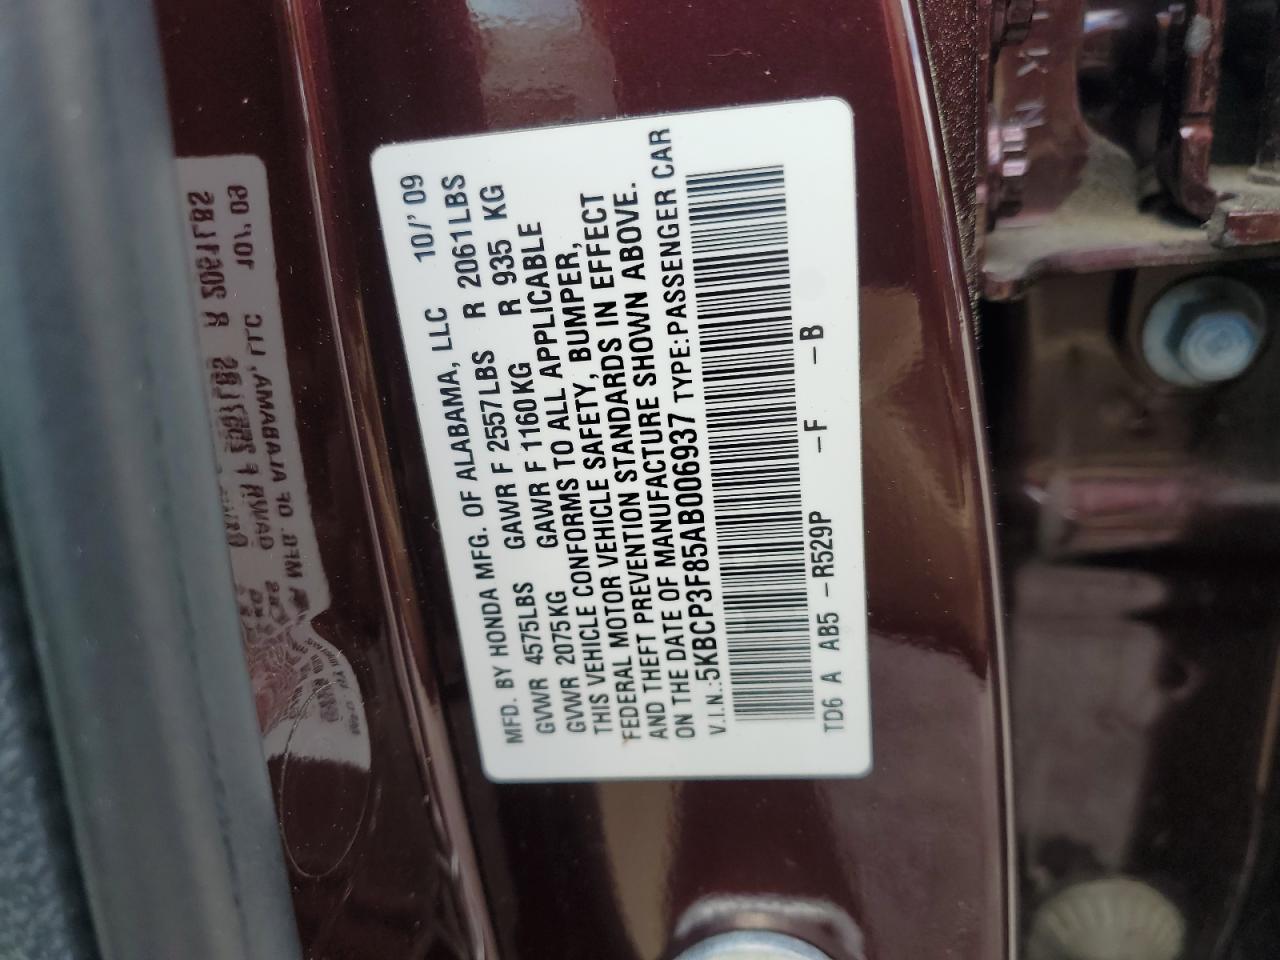 MFD. BY HONDA MFG. OF ALABAMA, LLC 10/'09
GVWR 4575LBS GAWR F 2557LBS R 2061LBS
GVWR 2075KG GAWR F 1160KG R 935 KG
THIS VEHICLE CONFORMS TO ALL APPLICABLE
FEDERAL MOTOR VEHICLE SAFETY, BUMPER,
AND THEFT PREVENTION STANDARDS IN EFFECT
ON THE DATE OF MANUFACTURE SHOWN ABOVE.
V.I.N.:5KBCP3F85AB006937 TYPE:PASSENGER CAR
TD6 A AB5 -R529P -F -B